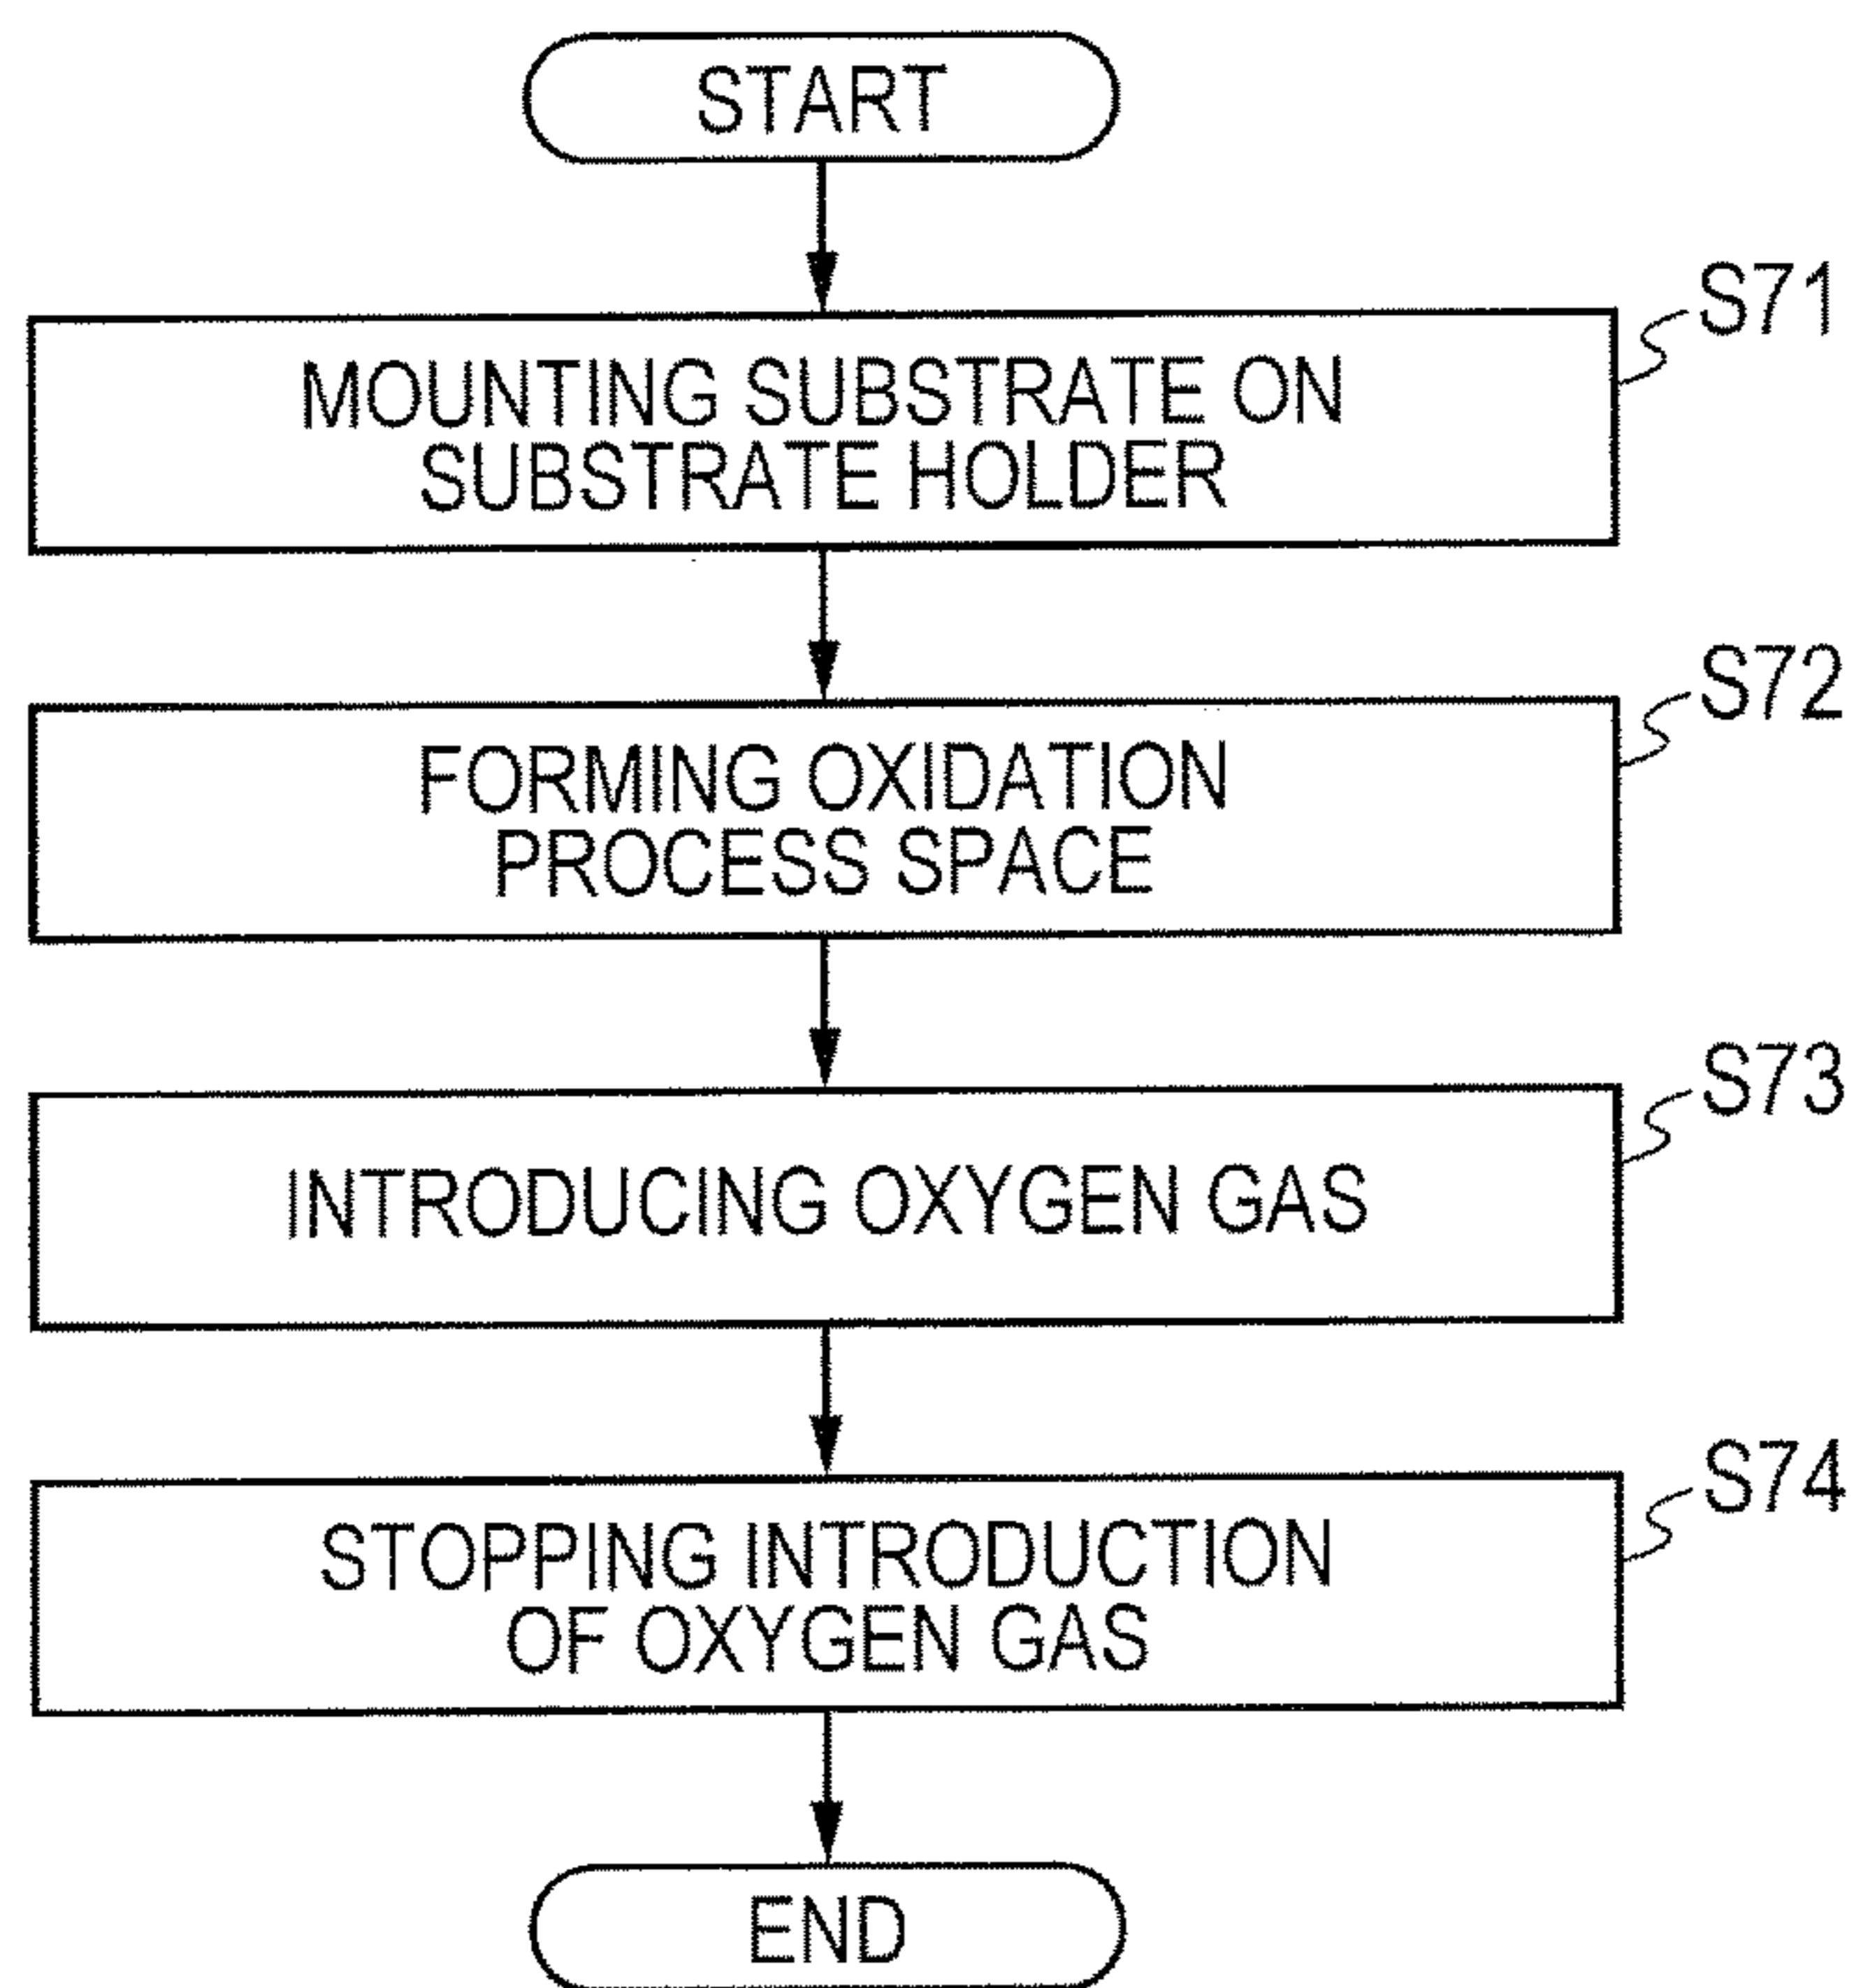 START
S71
MOUNTING SUBSTRATE ON
SUBSTRATE HOLDER
S72
FORMING OXIDATION
PROCESS SPACE
S73
INTRODUCING OXYGEN GAS
S74
STOPPING INTRODUCTION
OF OXYGEN GAS
END